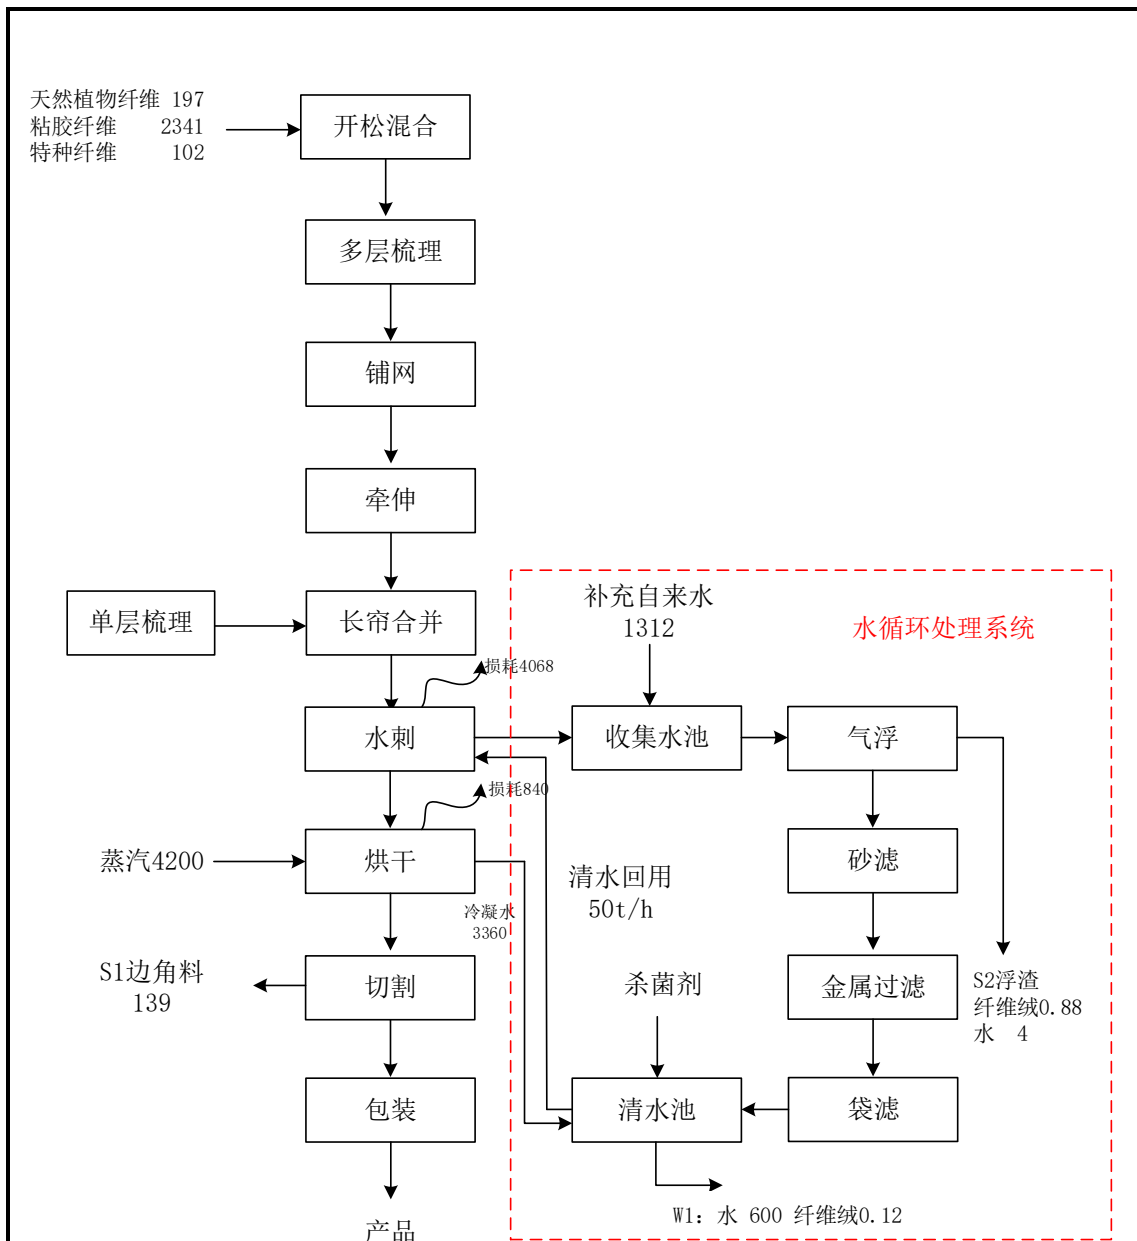 天然植物纤维 197
粘胶纤维 2341
特种纤维 102
开松混合
多层梳理
铺网
牵伸
单层梳理
长帘合并
补充自来水
1312
水循环处理系统
损耗4068
水刺
收集水池
气浮
损耗840
砂滤
蒸汽4200
烘干
清水回用
50t/h
冷凝水
3360
S1边角料
139
切割
杀菌剂
金属过滤
S2浮渣
纤维绒0.88
水 4
包装
清水池
袋滤
W1: 水 600 纤维绒0.12
产品